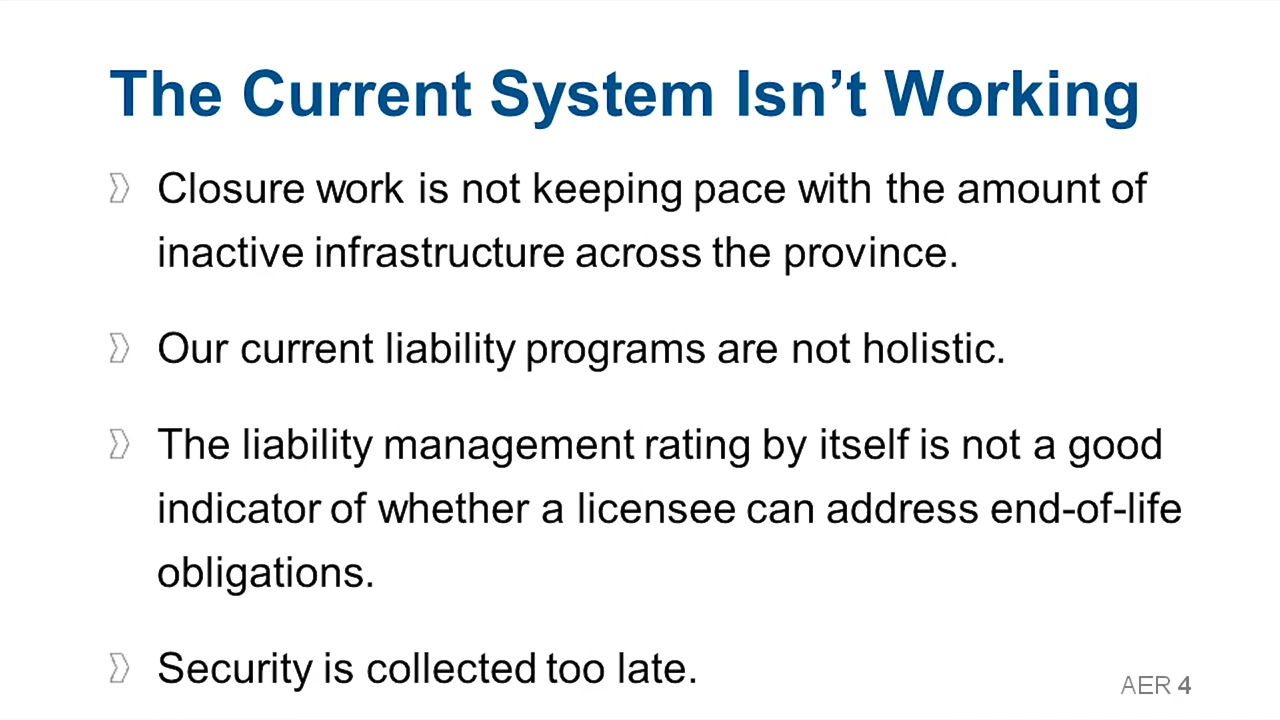 The Current System Isn’t Working
Closure work is not keeping pace with the amount of
inactive infrastructure across the province.
Our current liability programs are not holistic.
The liability management rating by itself is not a good
indicator of whether a licensee can address end-of-life
obligations.
Security is collected too late.
AER 4